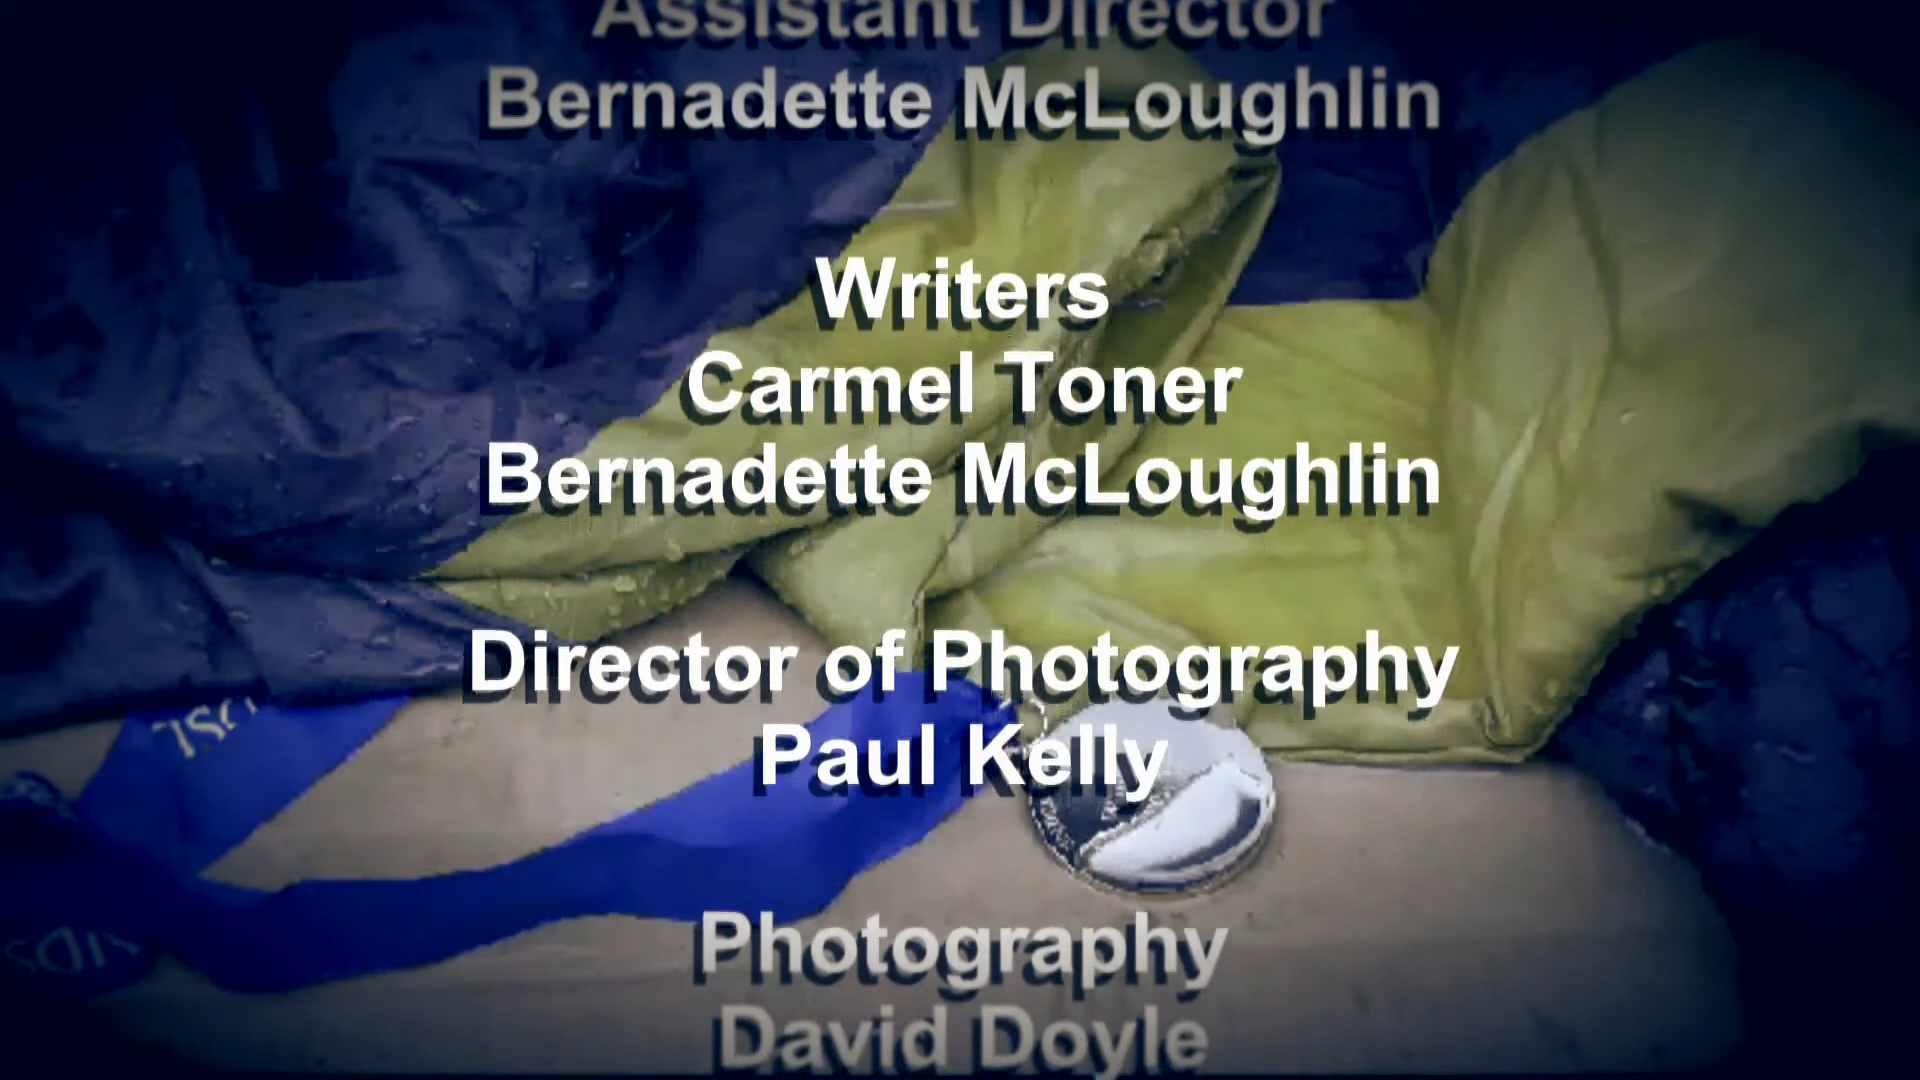 Assistant Director
Bernadette McLoughlin
Writers
Carmel Toner
Bernadette McLoughlin
Director of Photography
Paul Kelly
Photography
David Doyle